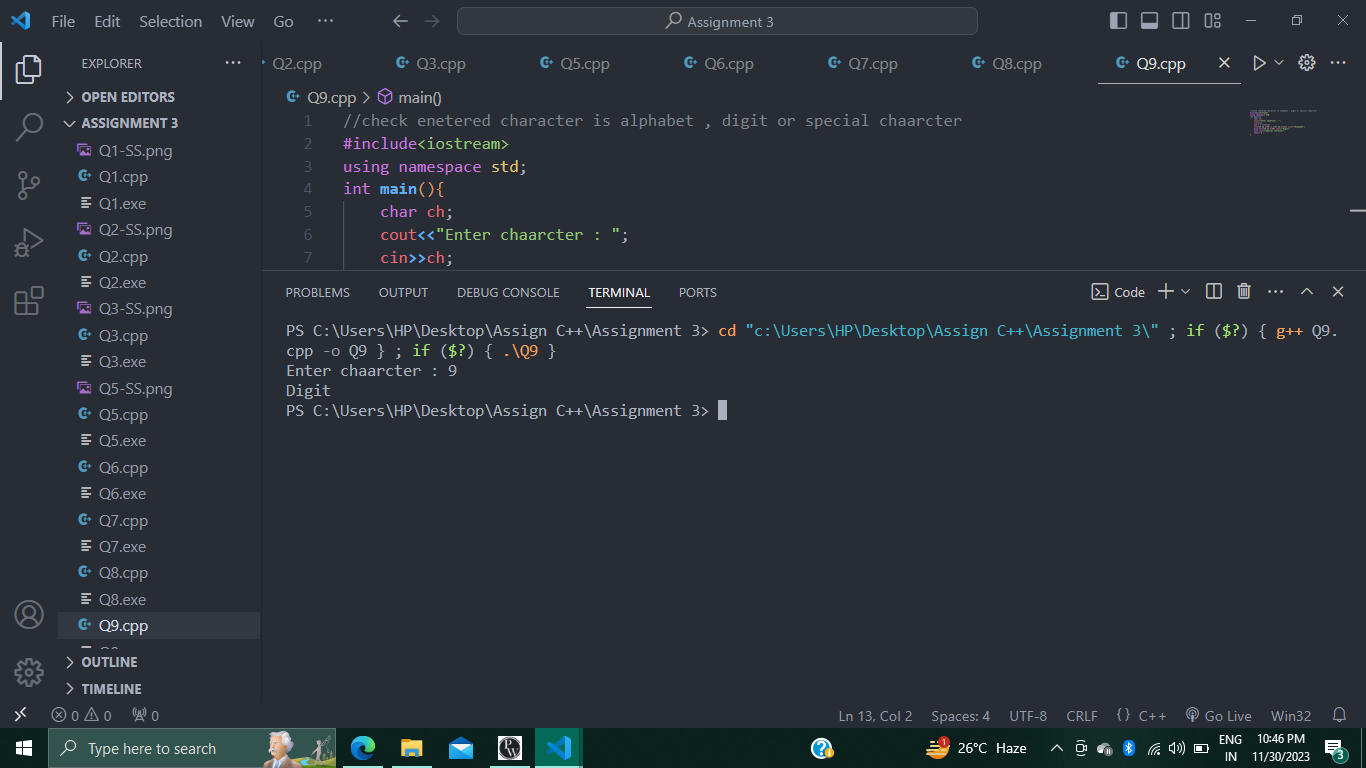 File Edit Selection View Go ··· Assignment 3
EXPLORER ···
OPEN EDITORS
ASSIGNMENT 3
Q1-SS.png
Q1.cpp
Q1.exe
Q2-SS.png
Q2.cpp
Q2.exe
Q3-SS.png
Q3.cpp
Q3.exe
Q5-SS.png
Q5.cpp
Q5.exe
Q6.cpp
Q6.exe
Q7.cpp
Q7.exe
Q8.cpp
Q8.exe
Q9.cpp
OUTLINE
TIMELINE
Q2.cpp Q3.cpp Q5.cpp Q6.cpp Q7.cpp Q8.cpp Q9.cpp
Q9.cpp > main()
1 //check enetered character is alphabet , digit or special chaarcter
2 #include<iostream>
3 using namespace std;
4 int main(){
5 char ch;
6 cout<<"Enter chaarcter : ";
7 cin>>ch;
PROBLEMS OUTPUT DEBUG CONSOLE TERMINAL PORTS Code
PS C:\Users\HP\Desktop\Assign C++\Assignment 3> cd "c:\Users\HP\Desktop\Assign C++\Assignment 3\" ; if ($?) { g++ Q9.
cpp -o Q9 } ; if ($?) { .\Q9 }
Enter chaarcter : 9
Digit
PS C:\Users\HP\Desktop\Assign C++\Assignment 3>
0 0 0 Ln 13, Col 2 Spaces: 4 UTF-8 CRLF {} C++ Go Live Win32
Type here to search 26°C Haze ENG IN 10:46 PM 11/30/2023 3